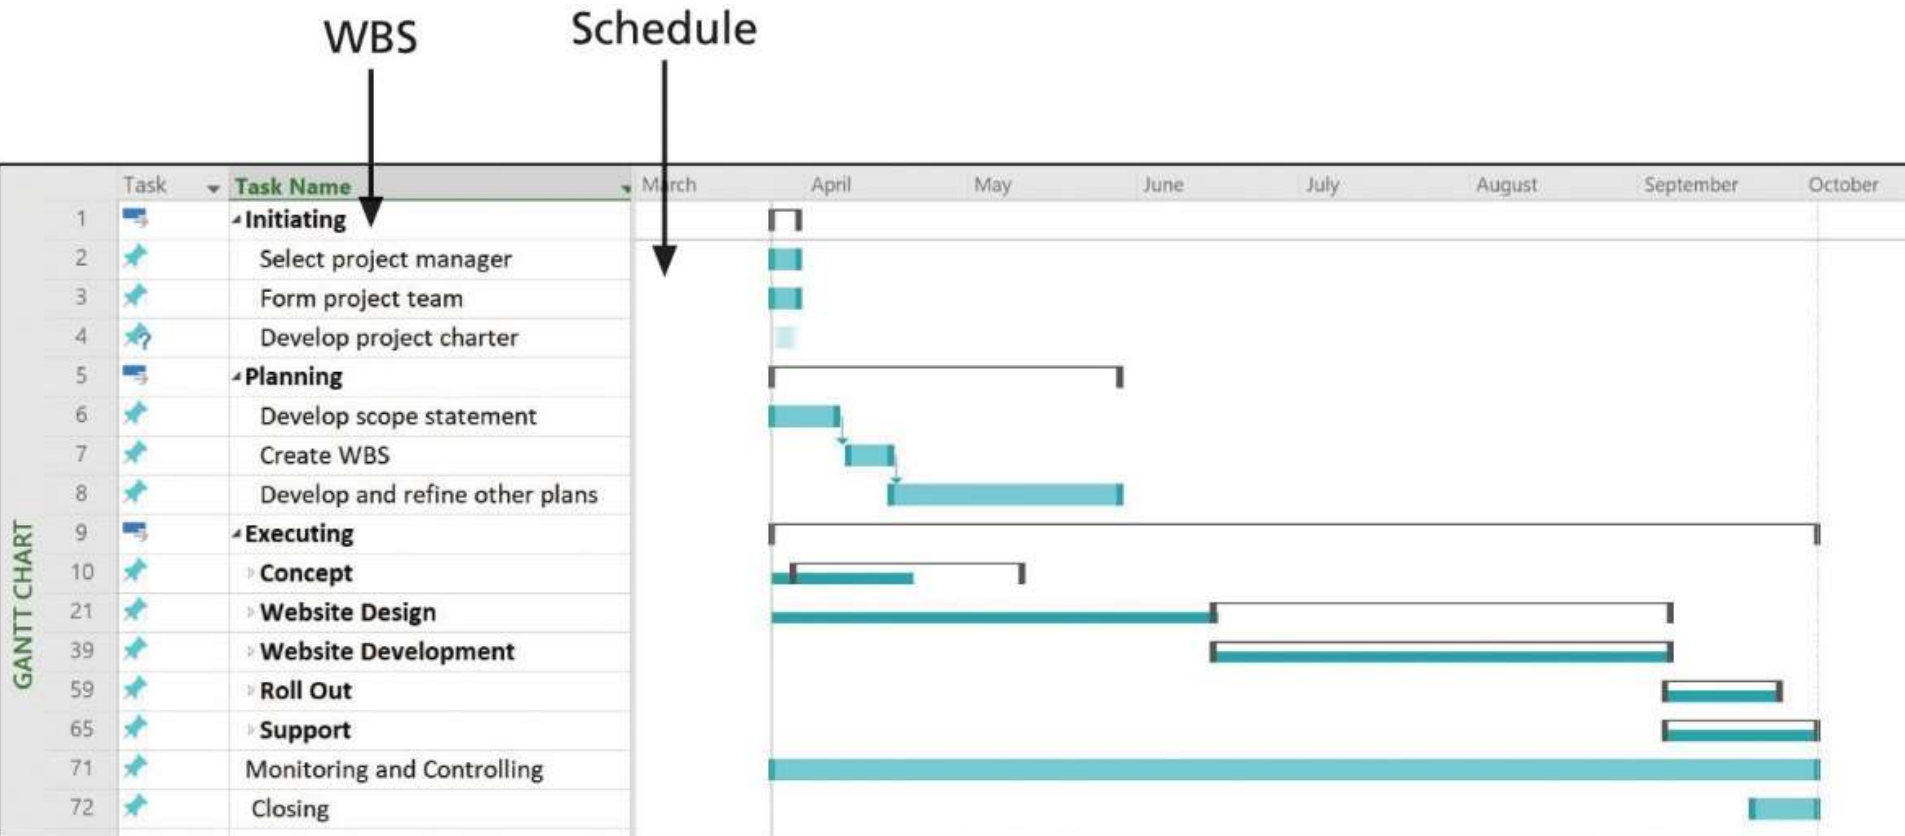 WBS Schedule
Task Task Name March April May June July August September October
1 Initiating
2 Select project manager
3 Form project team
4 ? Develop project charter
5 Planning
6 Develop scope statement
7 Create WBS
8 Develop and refine other plans
9 Executing
10 Concept
21 Website Design
39 Website Development
59 Roll Out
65 Support
71 Monitoring and Controlling
72 Closing
GANTT CHART